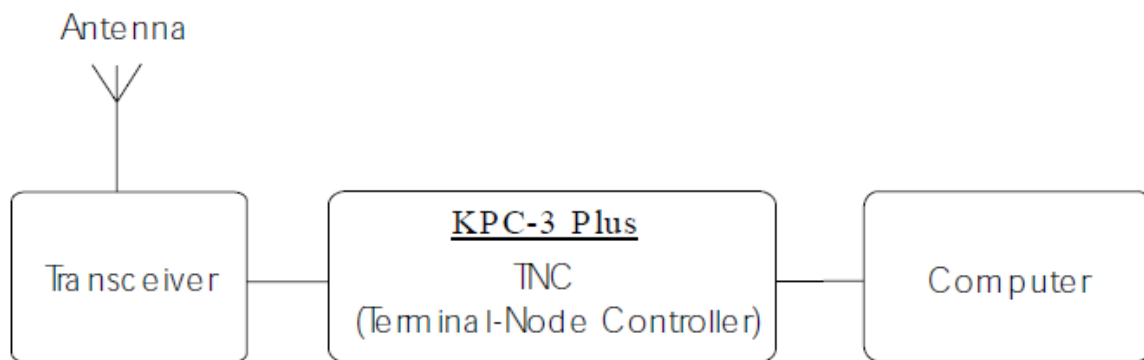 Antenna
Transceiver
KPC-3 Plus
TNC
(Terminal-Node Controller)
Computer